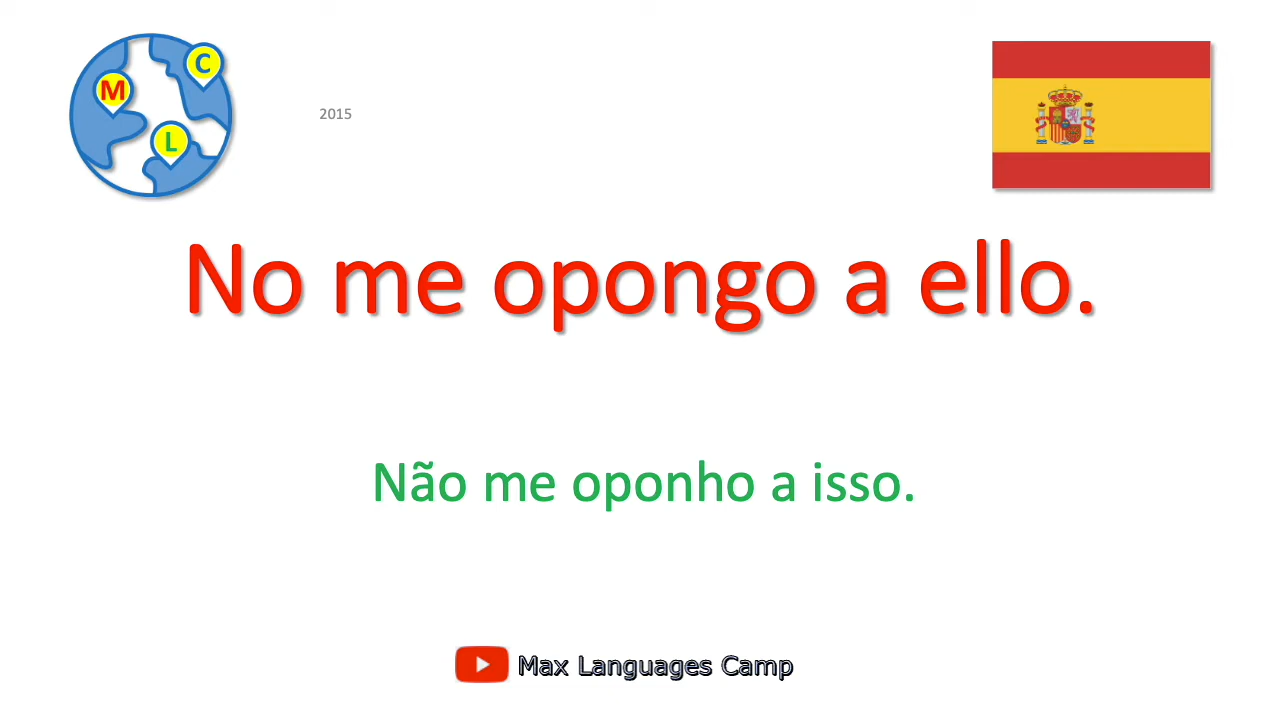 M
C
L
2015
No me opongo a ello.
Não me oponho a isso.
Max Languages Camp